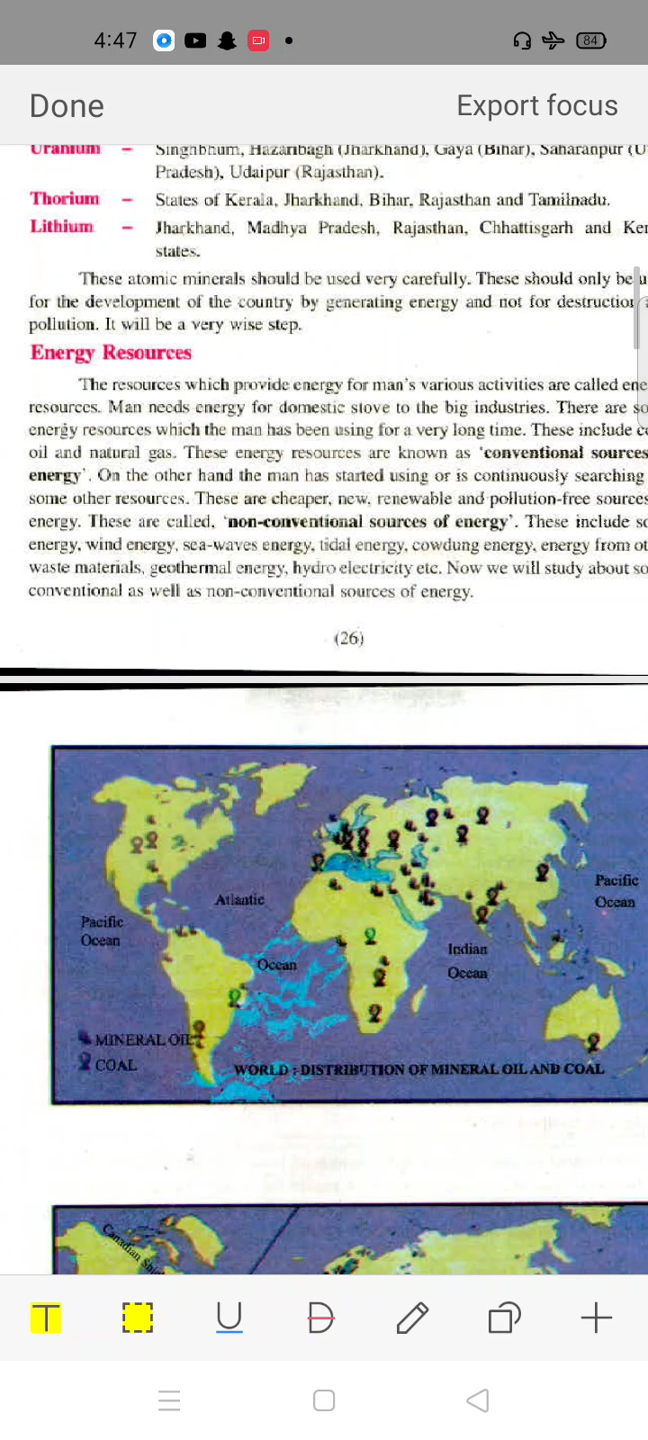 4:47
84
Done
Export focus
Uranium – Singhbhum, Hazaribagh (Jharkhand), Gaya (Bihar), Saharanpur (U
Pradesh), Udaipur (Rajasthan).
Thorium – States of Kerala, Jharkhand, Bihar, Rajasthan and Tamilnadu.
Lithium – Jharkhand, Madhya Pradesh, Rajasthan, Chhattisgarh and Ker
states.
These atomic minerals should be used very carefully. These should only be u
for the development of the country by generating energy and not for destruction
pollution. It will be a very wise step.
Energy Resources
The resources which provide energy for man's various activities are called ene
resources. Man needs energy for domestic stove to the big industries. There are so
energy resources which the man has been using for a very long time. These include c
oil and natural gas. These energy resources are known as 'conventional sources
energy'. On the other hand the man has started using or is continuously searching
some other resources. These are cheaper, new, renewable and pollution-free sources
energy. These are called, 'non-conventional sources of energy'. These include so
energy, wind energy, sea-waves energy, tidal energy, cowdung energy, energy from ot
waste materials, geothermal energy, hydro electricity etc. Now we will study about so
conventional as well as non-conventional sources of energy.
(26)
Pacific
Ocean
Atlantic
Ocean
Indian
Ocean
Pacific
Ocean
MINERAL OIL
COAL
WORLD : DISTRIBUTION OF MINERAL OIL AND COAL
Canadian Shie
T
U
D